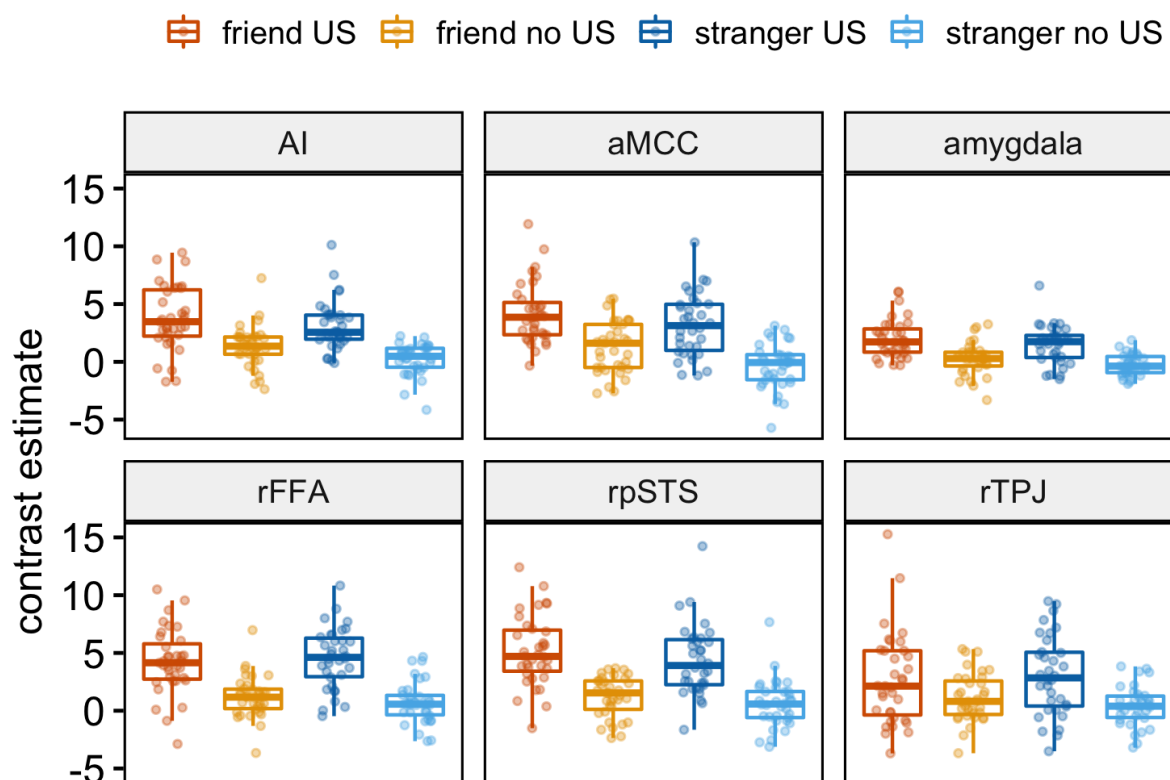 friend US friend no US stranger US stranger no US
AI aMCC amygdala
15
10
5
0
-5
contrast estimate
rFFA rpSTS rTPJ
15
10
5
0
-5